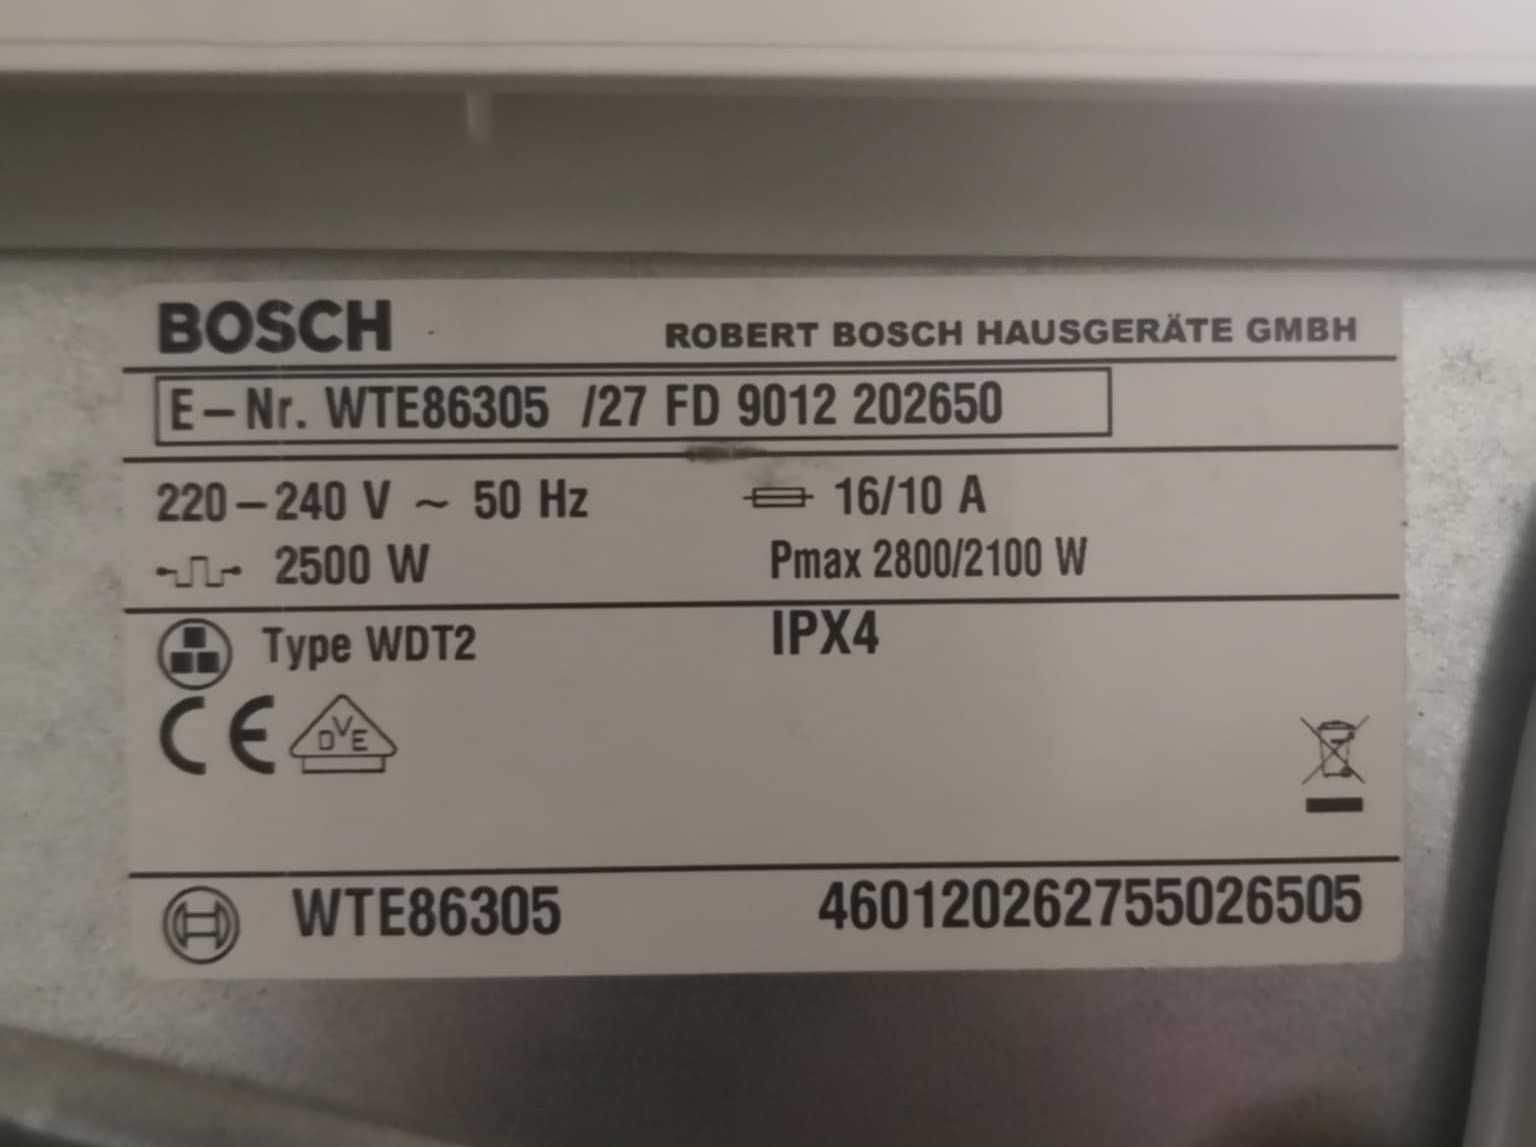 BOSCH
ROBERT BOSCH HAUSGERÄTE GMBH
E-Nr. WTE86305 /27 FD 9012 202650
220-240 V ~ 50 Hz 16/10 A
2500 W Pmax 2800/2100 W
Type WDT2 IPX4
CE DVE
WTE86305 460120262755026505